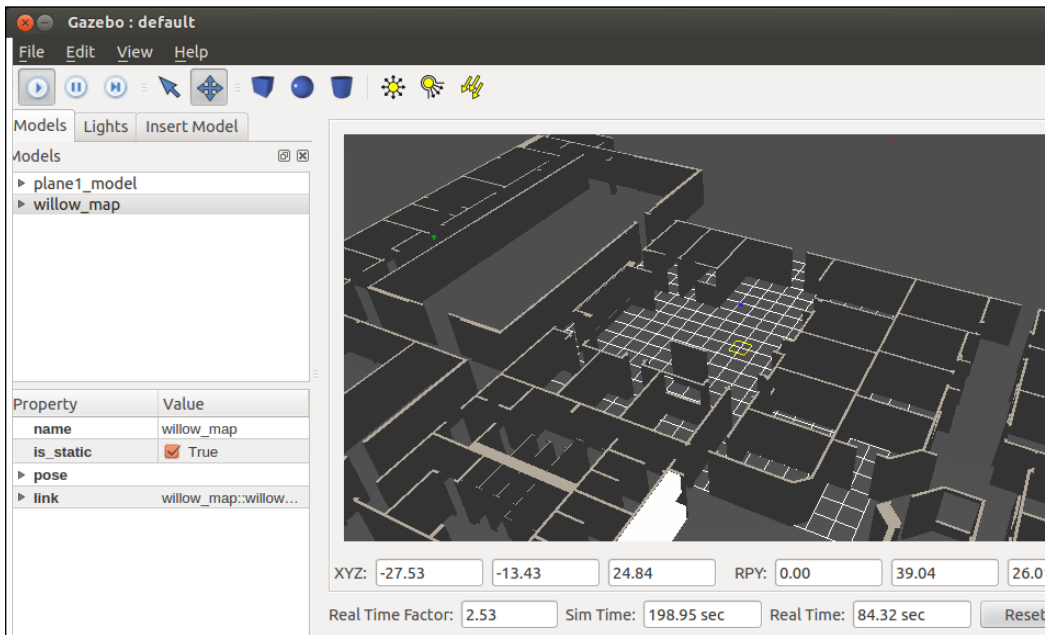 Gazebo : default
File Edit View Help
Models Lights Insert Model
Models
plane1_model
willow_map
Property Value
name willow_map
is_static True
pose
link willow_map::willow...
XYZ: -27.53 -13.43 24.84 RPY: 0.00 39.04 26.0
Real Time Factor: 2.53 Sim Time: 198.95 sec Real Time: 84.32 sec Reset